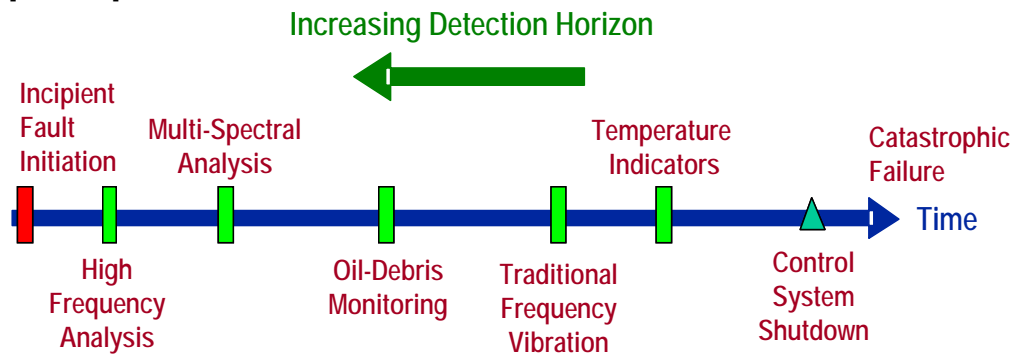 Increasing Detection Horizon
Incipient
Fault
Initiation
Multi-Spectral
Analysis
Temperature
Indicators
Catastrophic
Failure
Time
High
Frequency
Analysis
Oil-Debris
Monitoring
Traditional
Frequency
Vibration
Control
System
Shutdown